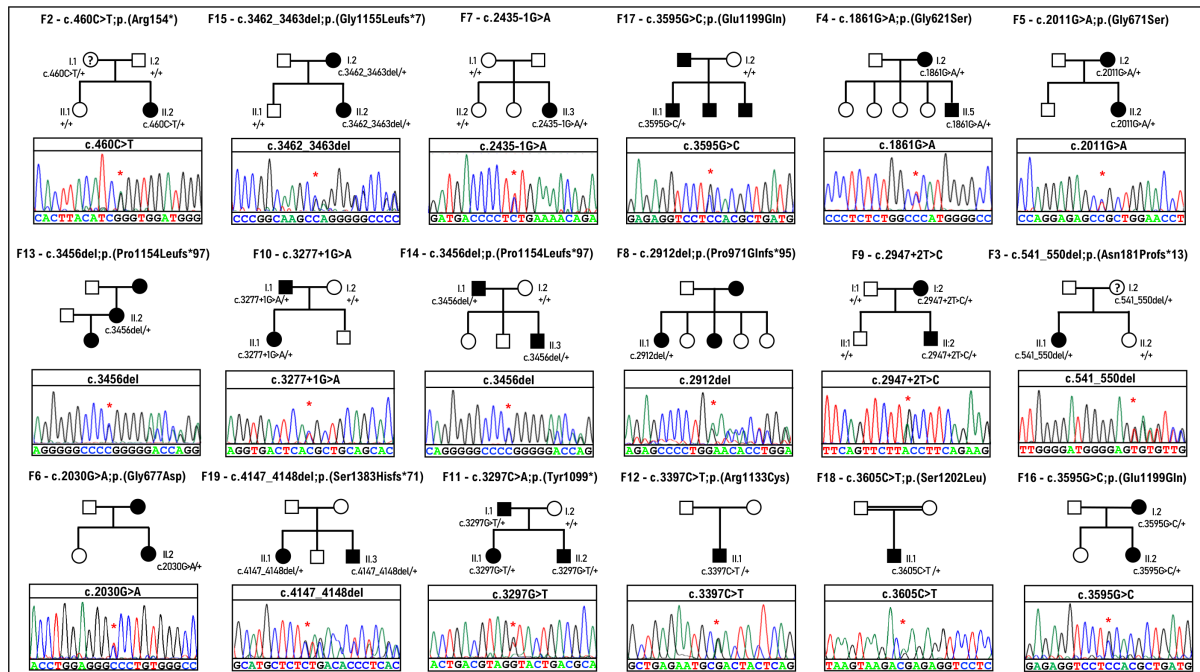 F2 - c.460C>T;p.(Arg154*)
I.1 ? I.2
c.460C>T/+ +/+
II.1 II.2
+/+ c.460C>T/+
c.460C>T
CACTTACATCGGGTGGATGGG
F15 - c.3462_3463del;p.(Gly1155Leufs*7)
I.2
c.3462_3463del/+
II.1 II.2
+/+ c.3462_3463del/+
c.3462_3463del
CCCGGCAAGCCAGGGGGCCCC
F7 - c.2435-1G>A
I.1
+/+
II.2 II.3
+/+ c.2435-1G>A/+
c.2435-1G>A
GATGACCCCTCTGAAAACAGA
F17 - c.3595G>C;p.(Glu1199Gln)
I.2
+/+
II.1
c.3595G>C/+
c.3595G>C
GAGAGGTCCTCCACGCTGATG
F4 - c.1861G>A;p.(Gly621Ser)
I.2
c.1861G>A/+
II.5
c.1861G>A/+
c.1861G>A
CCCTCTCTGGCCCATGGGGCC
F5 - c.2011G>A;p.(Gly671Ser)
I.2
c.2011G>A/+
II.2
c.2011G>A/+
c.2011G>A
CCAGGAGAGCCGCTGGAACCT
F13 - c.3456del;p.(Pro1154Leufs*97)
II.2
c.3456del/+
c.3456del
AGGGGGCCCCGGGGGACCAGG
F10 - c.3277+1G>A
I.1 I.2
c.3277+1G>A/+ +/+
II.1
c.3277+1G>A/+
c.3277+1G>A
AGGTGACTCACGCTGCAGCAC
F14 - c.3456del;p.(Pro1154Leufs*97)
I.1 I.2
c.3456del/+ +/+
II.3
c.3456del/+
c.3456del
CAGGGGGCCCCGGGGGACCAG
F8 - c.2912del;p.(Pro971Glnfs*95)
II.1
c.2912del/+
c.2912del
AGAGCCCCTGGAACACCTGGA
F9 - c.2947+2T>C
I:1 I:2
+/+ c.2947+2T>C/+
II:1 II:2
+/+ c.2947+2T>C/+
c.2947+2T>C
TTCAGTTCTTACCTTCAGAAG
F3 - c.541_550del;p.(Asn181Profs*13)
? I.2
c.541_550del/+
II.1 II.2
c.541_550del/+ +/+
c.541_550del
TTGGGGATGGGGAGTGTGTTG
F6 - c.2030G>A;p.(Gly677Asp)
II.2
c.2030G>A/+
c.2030G>A
ACCTGGAGGGCCCTGTGGGCC
F19 - c.4147_4148del;p.(Ser1383Hisfs*71)
II.1 II.3
c.4147_4148del/+ c.4147_4148del/+
c.4147_4148del
GCATGCTCTCTGACACCCTCAC
F11 - c.3297C>A;p.(Tyr1099*)
I.1 I.2
c.3297G>T/+ +/+
II.1 II.2
c.3297G>T/+ c.3297G>T/+
c.3297G>T
ACTGACGTAGGTACTGACGCA
F12 - c.3397C>T;p.(Arg1133Cys)
II.1
c.3397C>T /+
c.3397C>T
GCTGAGAATGCGACTACTCAG
F18 - c.3605C>T;p.(Ser1202Leu)
II.1
c.3605C>T /+
c.3605C>T
TAAGTAAGACGAGAGGTCCTC
F16 - c.3595G>C;p.(Glu1199Gln)
I.2
c.3595G>C/+
II.2
c.3595G>C/+
c.3595G>C
GAGAGGTCCTCCACGCTGATG